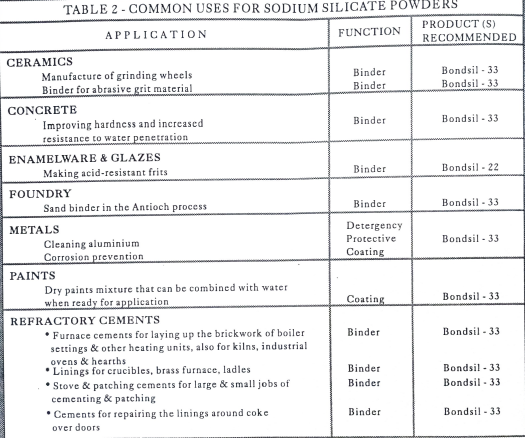 TABLE 2 - COMMON USES FOR SODIUM SILICATE POWDERS
APPLICATION FUNCTION PRODUCT (S) RECOMMENDED
CERAMICS
Manufacture of grinding wheels Binder Bondsil - 33
Binder for abrasive grit material Binder Bondsil - 33
CONCRETE
Improving hardness and increased Binder Bondsil - 33
resistance to water penetration
ENAMELWARE & GLAZES
Making acid-resistant frits Binder Bondsil - 22
FOUNDRY
Sand binder in the Antioch process Binder Bondsil - 33
METALS Detergency
Cleaning aluminium Protective Bondsil - 33
Corrosion prevention Coating
PAINTS
Dry paints mixture that can be combined with water
when ready for application Coating Bondsil - 33
REFRACTORY CEMENTS
• Furnace cements for laying up the brickwork of boiler Binder Bondsil - 33
settings & other heating units, also for kilns, industrial
ovens & hearths
• Linings for crucibles, brass furnace, ladles Binder Bondsil - 33
• Stove & patching cements for large & small jobs of Binder Bondsil - 33
cementing & patching
• Cements for repairing the linings around coke Binder Bondsil - 33
over doors